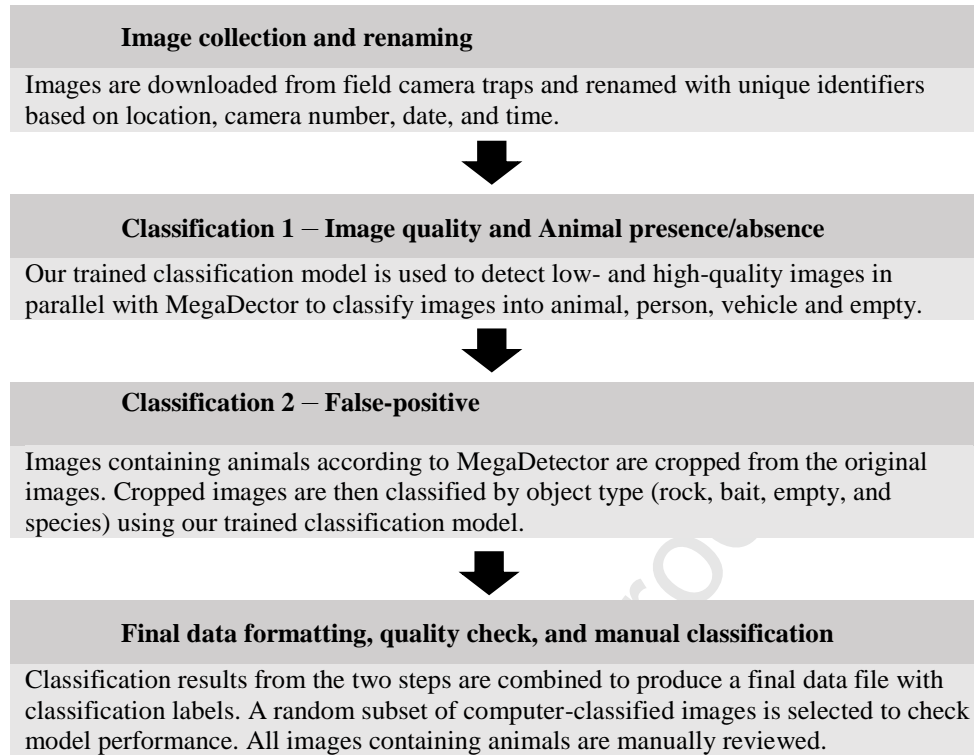 Image collection and renaming
Images are downloaded from field camera traps and renamed with unique identifiers
based on location, camera number, date, and time.
Classification 1 – Image quality and Animal presence/absence
Our trained classification model is used to detect low- and high-quality images in
parallel with MegaDector to classify images into animal, person, vehicle and empty.
Classification 2 – False-positive
Images containing animals according to MegaDetector are cropped from the original
images. Cropped images are then classified by object type (rock, bait, empty, and
species) using our trained classification model.
Final data formatting, quality check, and manual classification
Classification results from the two steps are combined to produce a final data file with
classification labels. A random subset of computer-classified images is selected to check
model performance. All images containing animals are manually reviewed.